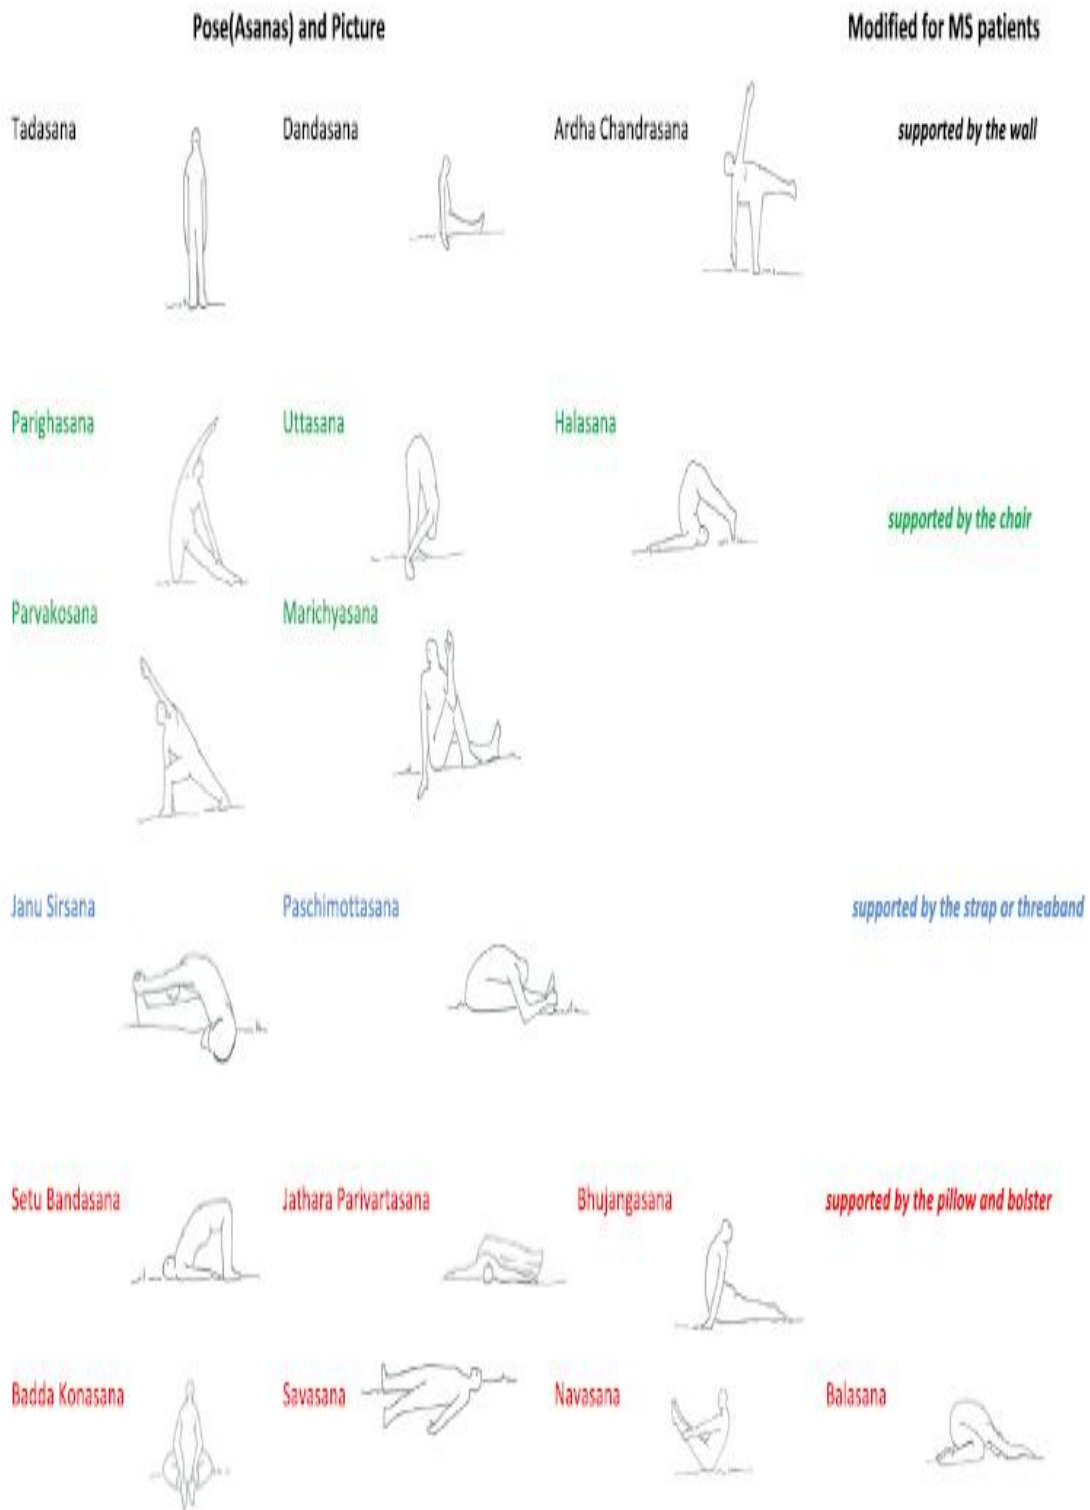 Pose(Asanas) and Picture Modified for MS patients
Tadasana Dandasana Ardha Chandrasana supported by the wall
Parighasana Uttasana Halasana
supported by the chair
Parvakosana Marichyasana
Janu Sirsana Paschimottasana supported by the strap or threaband
Setu Bandasana Jathara Parivartasana Bhujangasana supported by the pillow and bolster
Badda Konasana Savasana Navasana Balasana